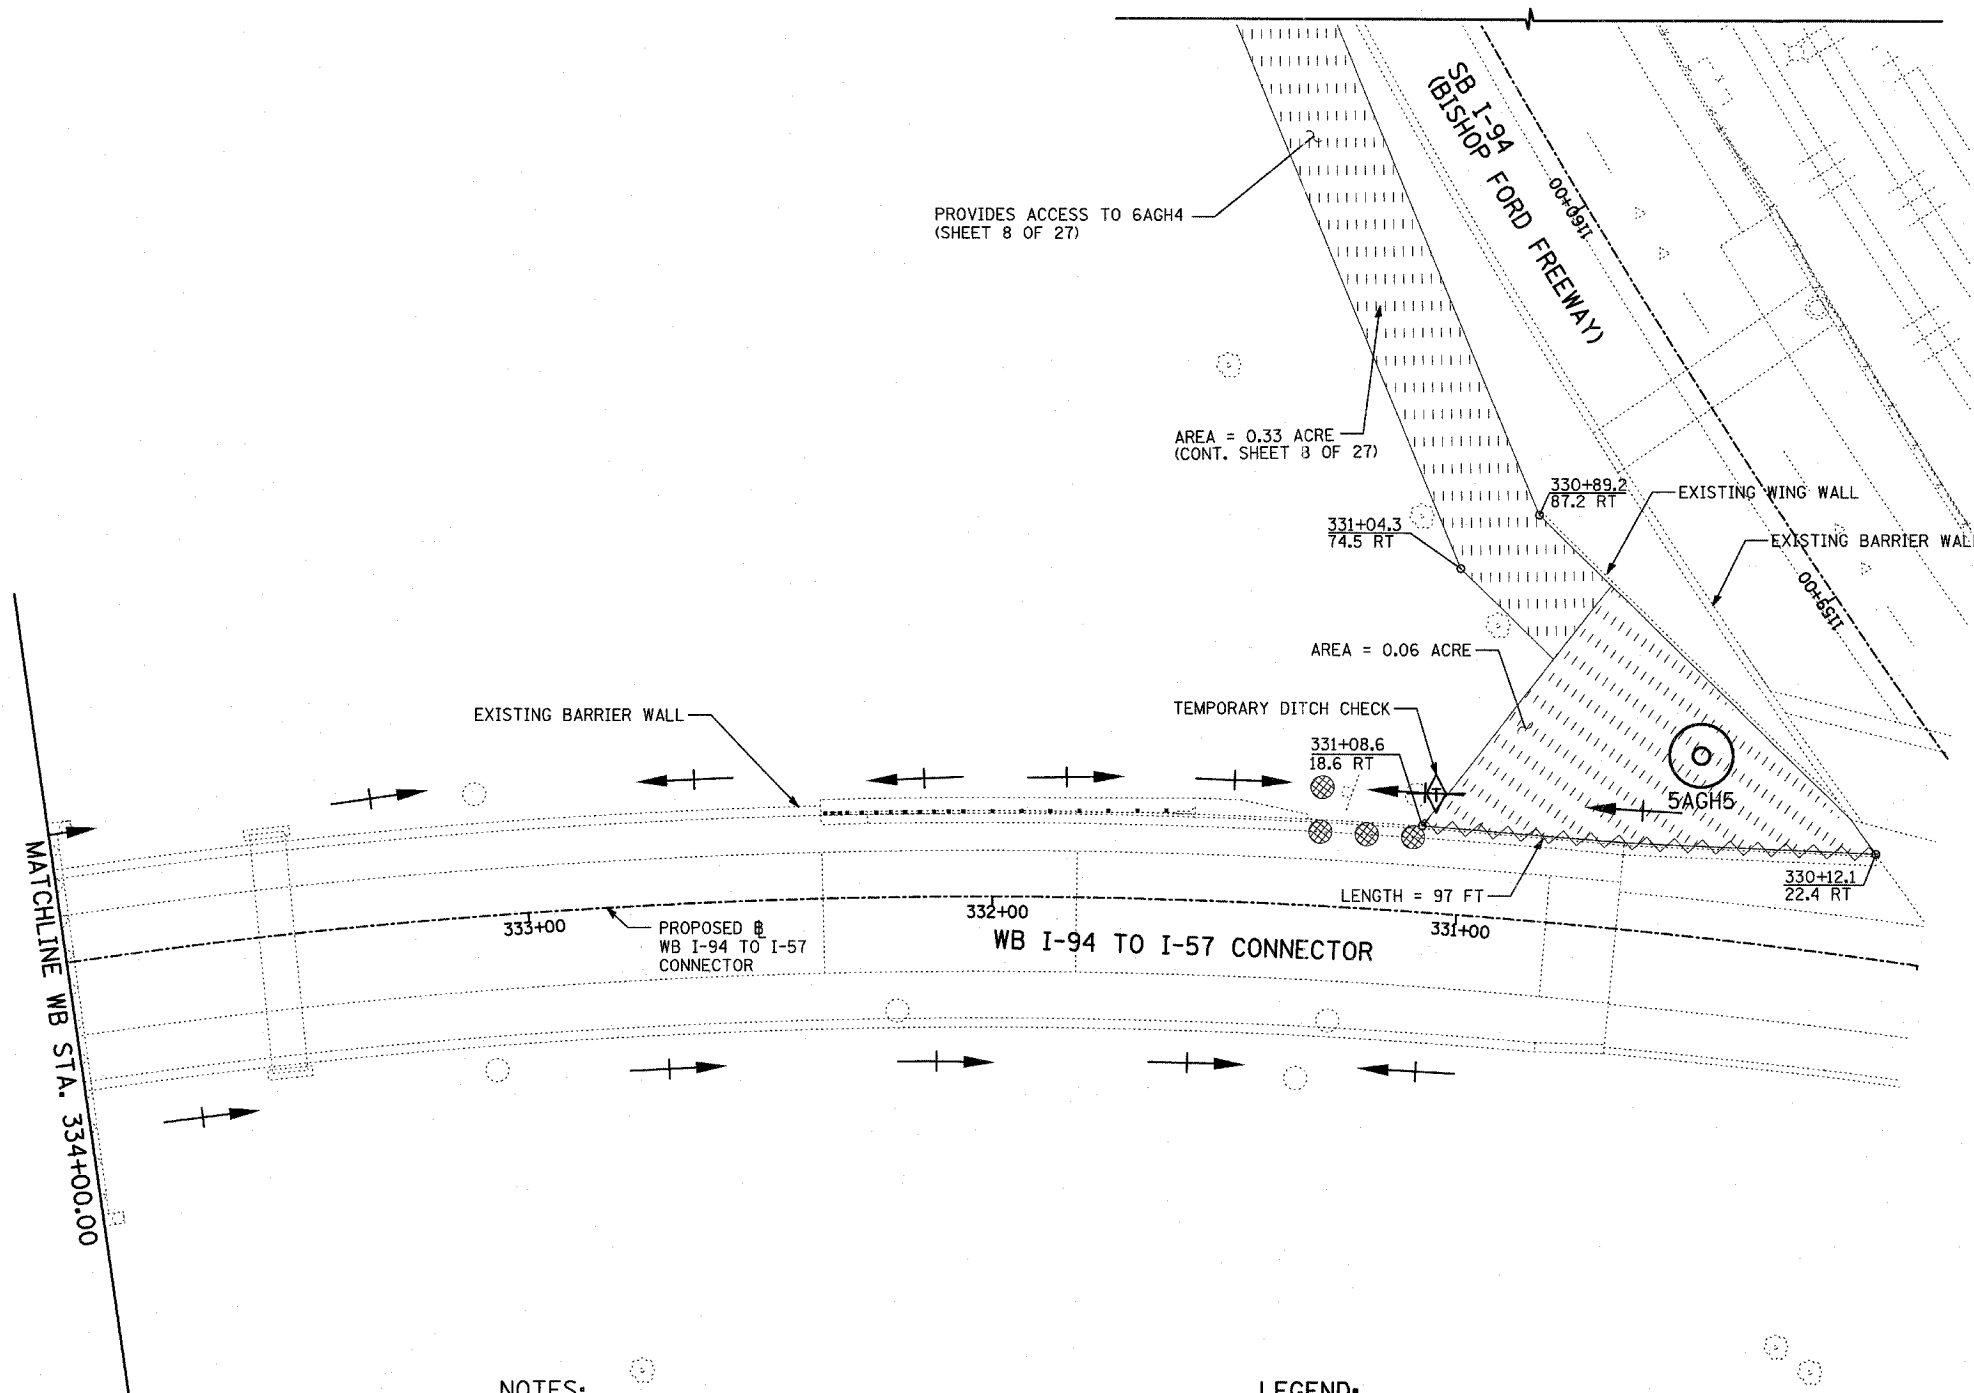 SB I-94
(BISHOP FORD FREEWAY)
1160+00
PROVIDES ACCESS TO 6AGH4
(SHEET 8 OF 27)
AREA = 0.33 ACRE
(CONT. SHEET 8 OF 27)
330+89.2
87.2 RT
EXISTING WING WALL
331+04.3
74.5 RT
EXISTING BARRIER WAL
1159+00
AREA = 0.06 ACRE
EXISTING BARRIER WALL
TEMPORARY DITCH CHECK
331+08.6
18.6 RT
T
5AGH5
MATCHLINE WB STA. 334+00.00
LENGTH = 97 FT
330+12.1
22.4 RT
333+00
332+00
331+00
PROPOSED BL
WB I-94 TO I-57
CONNECTOR
WB I-94 TO I-57 CONNECTOR
NOTES:
LEGEND: